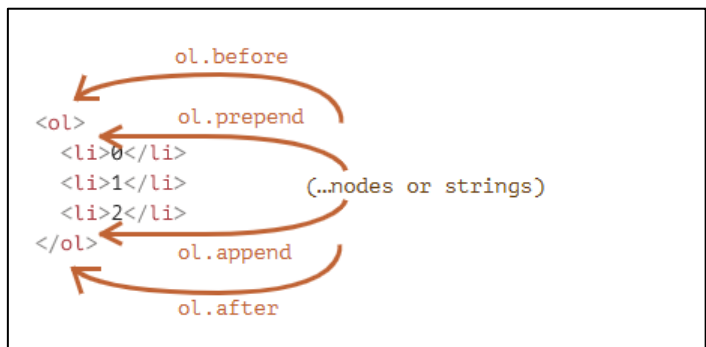 ol.before
<ol>
ol.prepend
<li>0</li>
<li>1</li>
(…nodes or strings)
<li>2</li>
</ol>
ol.append
ol.after